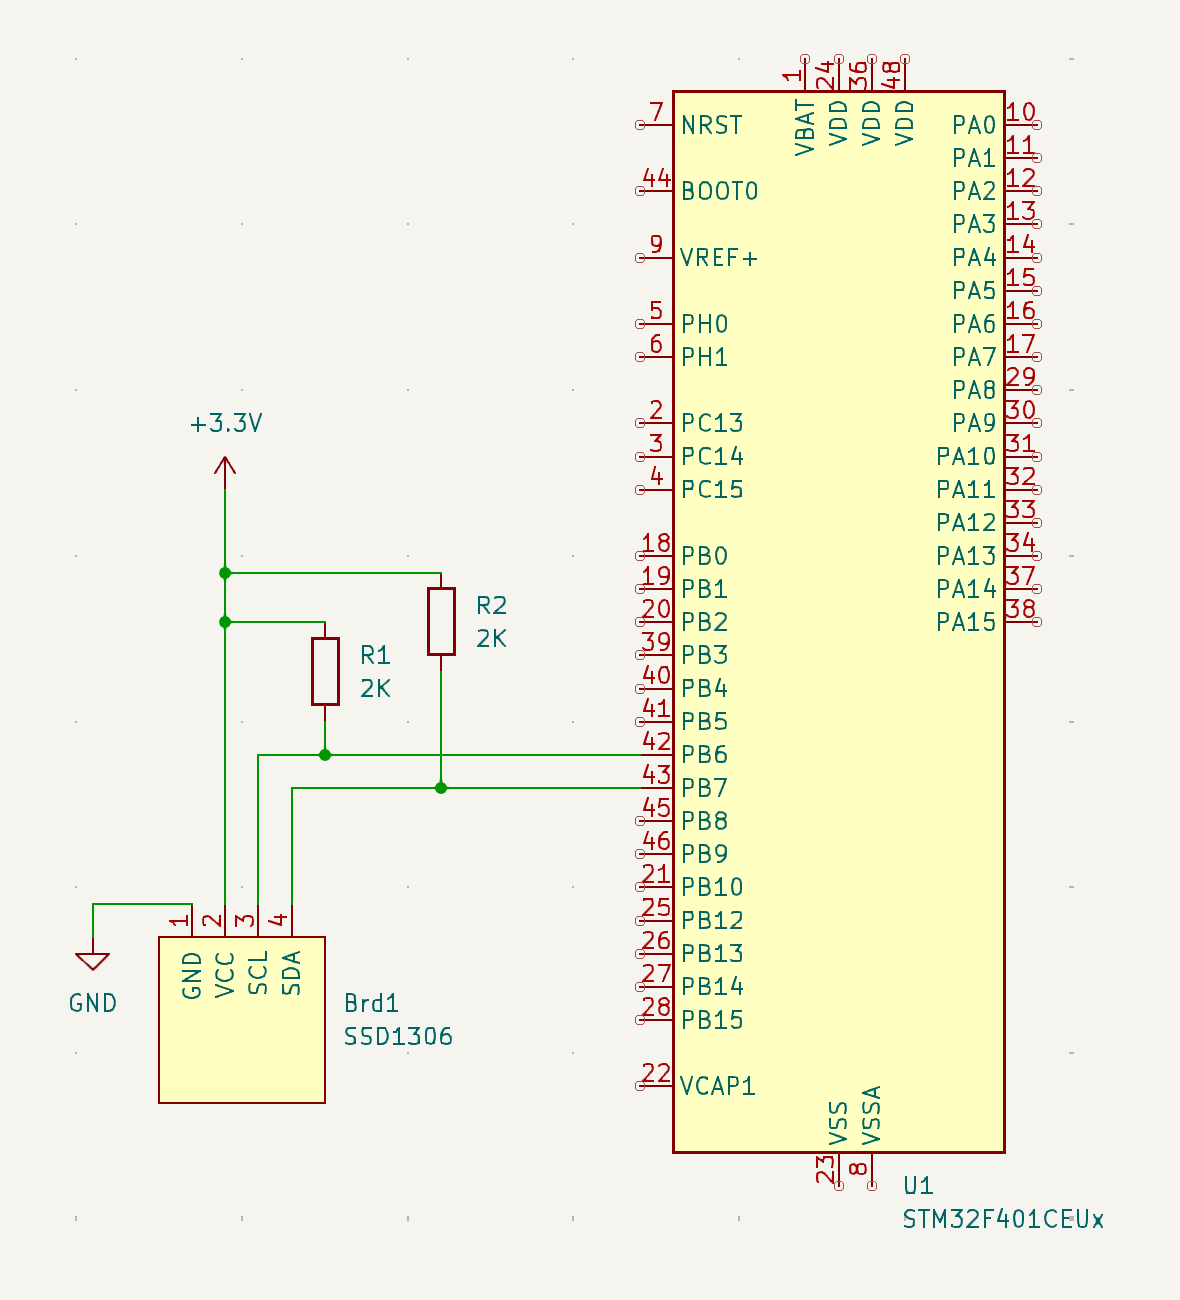 1
24
36
48
VBAT
VDD
VDD
VDD
7
NRST
44
BOOT0
9
VREF+
5
PH0
6
PH1
2
PC13
3
PC14
4
PC15
18
PB0
19
PB1
20
PB2
39
PB3
40
PB4
41
PB5
42
PB6
43
PB7
45
PB8
46
PB9
21
PB10
25
PB12
26
PB13
27
PB14
28
PB15
22
VCAP1
10
PA0
11
PA1
12
PA2
13
PA3
14
PA4
15
PA5
16
PA6
17
PA7
29
PA8
30
PA9
31
PA10
32
PA11
33
PA12
34
PA13
37
PA14
38
PA15
VSS
VSSA
23
8
U1
STM32F401CEUx
+3.3V
R2
2K
R1
2K
1
2
3
4
GND
VCC
SCL
SDA
GND
Brd1
SSD1306